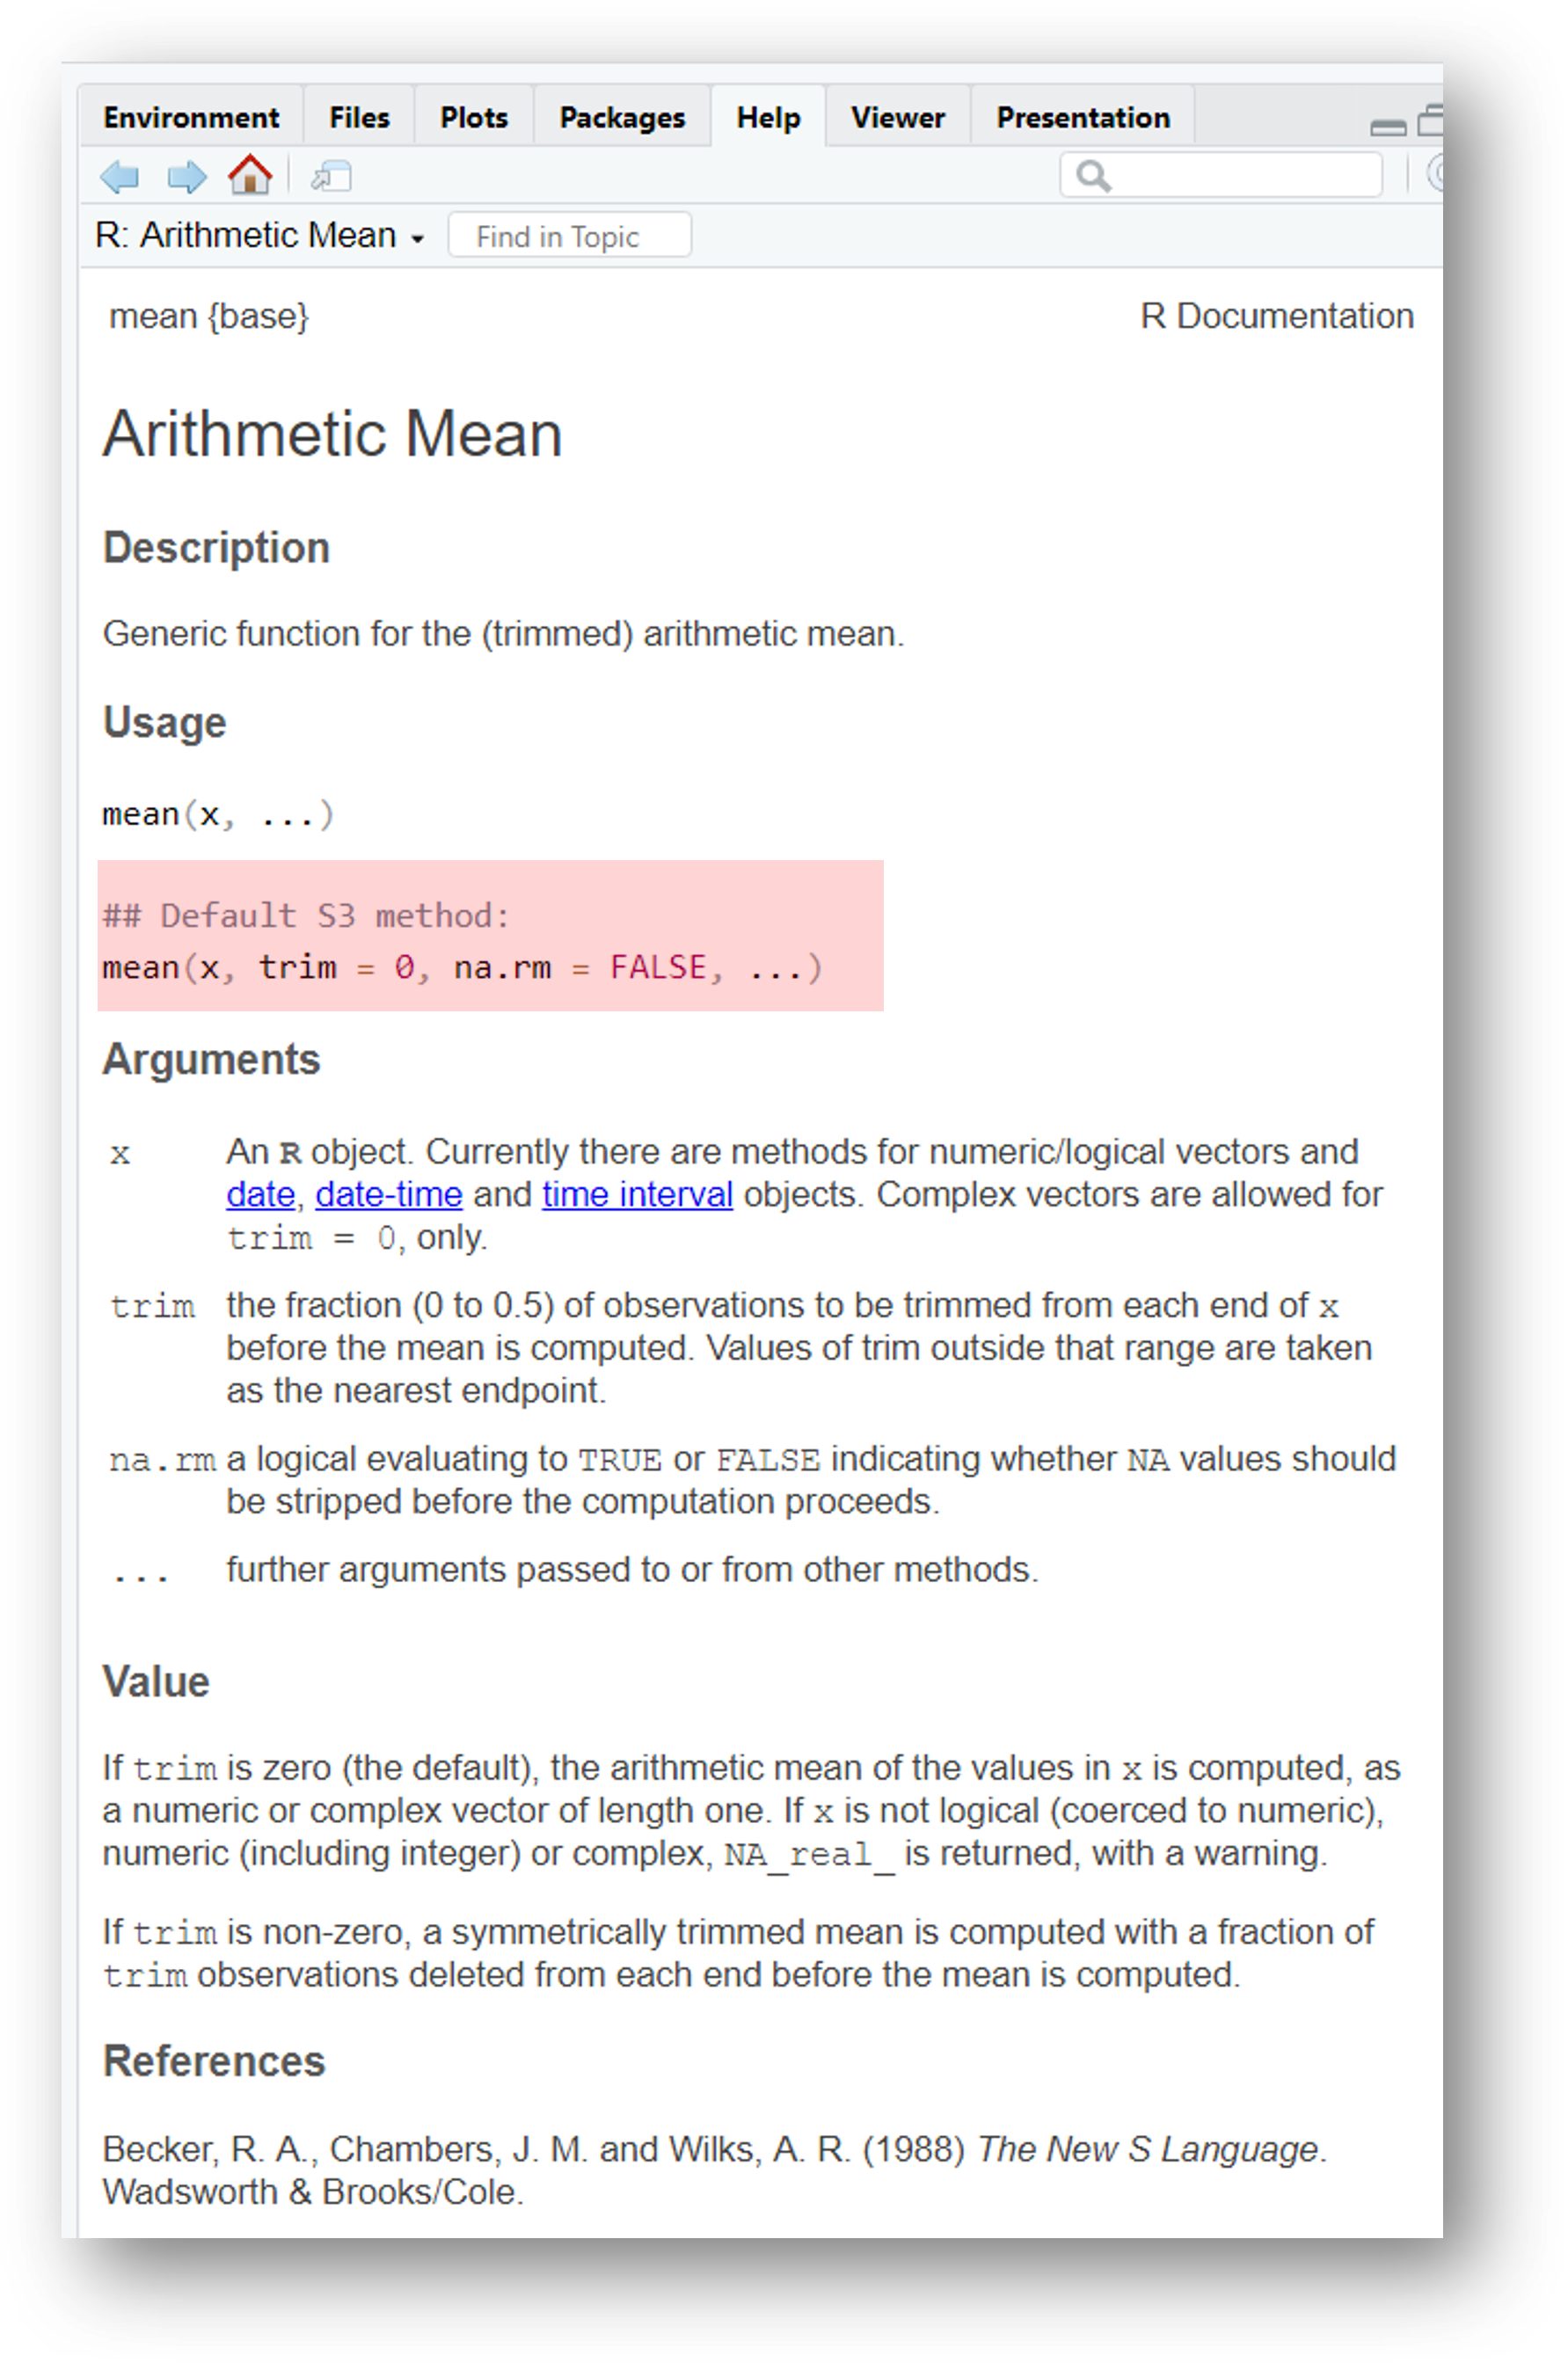 Environment Files Plots Packages Help Viewer Presentation
R: Arithmetic Mean Find in Topic
mean {base} R Documentation
Arithmetic Mean
Description
Generic function for the (trimmed) arithmetic mean.
Usage
mean(x, ...)
## Default S3 method:
mean(x, trim = 0, na.rm = FALSE, ...)
Arguments
x An R object. Currently there are methods for numeric/logical vectors and
date, date-time and time interval objects. Complex vectors are allowed for
trim = 0, only.
trim the fraction (0 to 0.5) of observations to be trimmed from each end of x
before the mean is computed. Values of trim outside that range are taken
as the nearest endpoint.
na.rm a logical evaluating to TRUE or FALSE indicating whether NA values should
be stripped before the computation proceeds.
... further arguments passed to or from other methods.
Value
If trim is zero (the default), the arithmetic mean of the values in x is computed, as
a numeric or complex vector of length one. If x is not logical (coerced to numeric),
numeric (including integer) or complex, NA_real_ is returned, with a warning.
If trim is non-zero, a symmetrically trimmed mean is computed with a fraction of
trim observations deleted from each end before the mean is computed.
References
Becker, R. A., Chambers, J. M. and Wilks, A. R. (1988) The New S Language.
Wadsworth & Brooks/Cole.